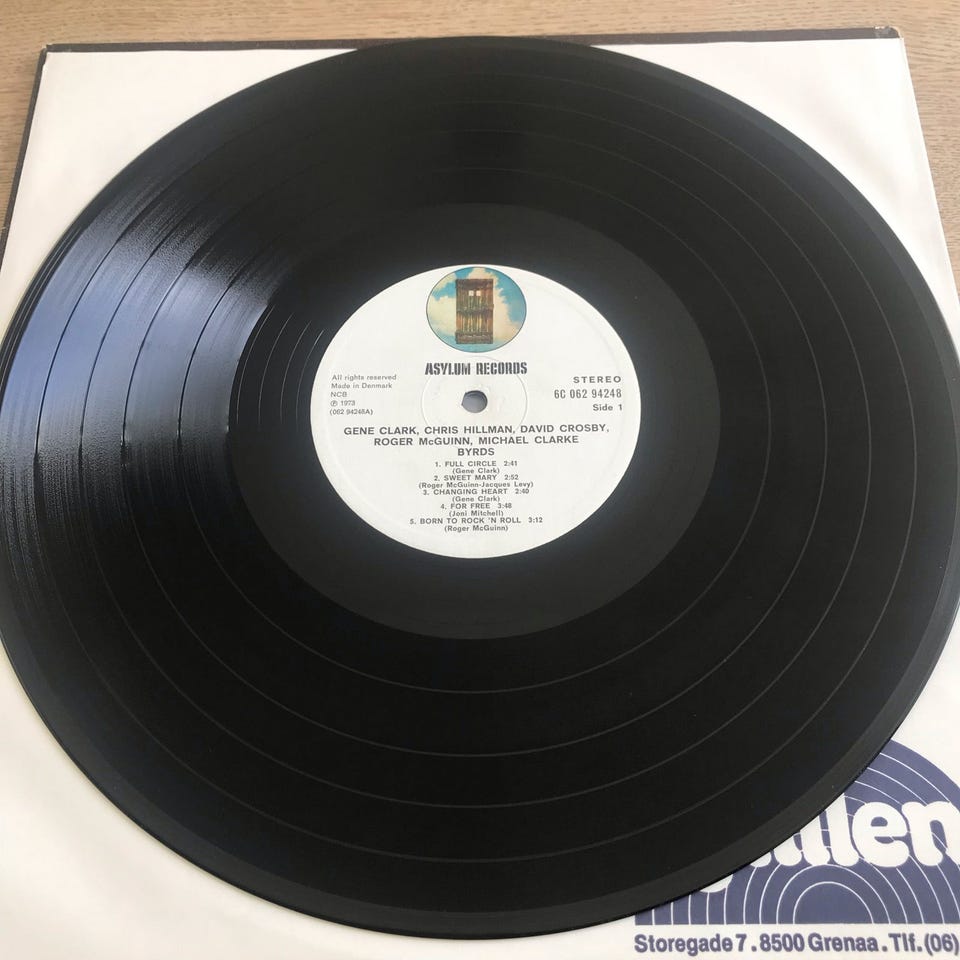 ASYLUM RECORDS
All rights reserved
Made in Denmark
NCB
Ⓟ 1973
(062 94248A)
STEREO
6C 062 94248
Side 1
GENE CLARK, CHRIS HILLMAN, DAVID CROSBY,
ROGER McGUINN, MICHAEL CLARKE
BYRDS
1. FULL CIRCLE 2:41
(Gene Clark)
2. SWEET MARY 2:52
(Roger McGuinn-Jacques Levy)
3. CHANGING HEART 2:40
(Gene Clark)
4. FOR FREE 3:48
(Joni Mitchell)
5. BORN TO ROCK 'N ROLL 3:12
(Roger McGuinn)
Storegade 7 . 8500 Grenaa . Tlf. (06)